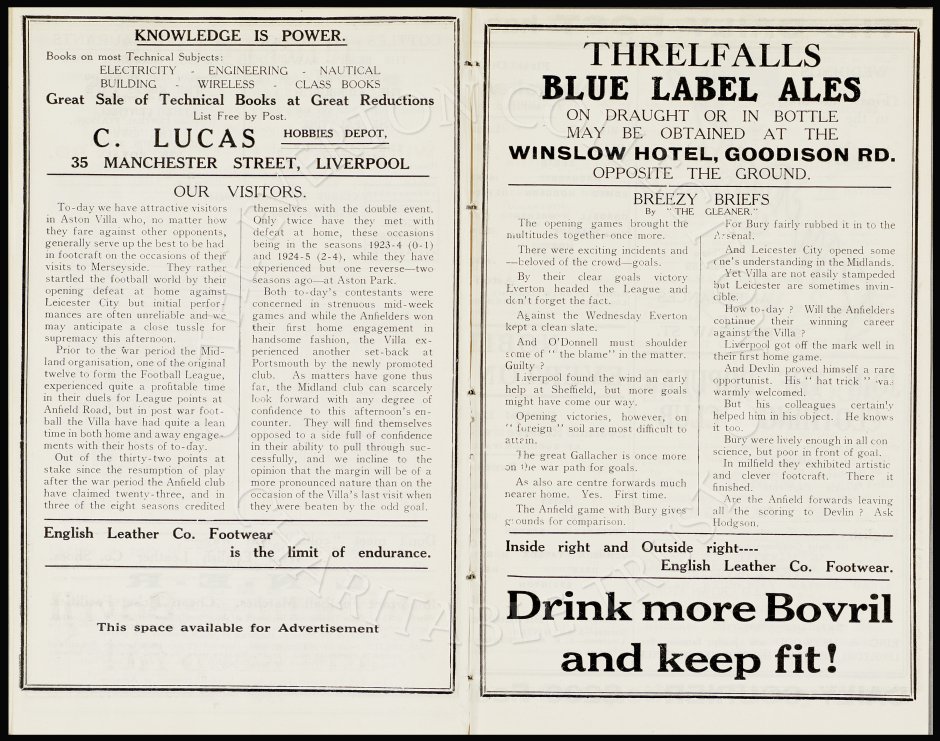 KNOWLEDGE IS POWER.
Books on most Technical Subjects:
ELECTRICITY - ENGINEERING - NAUTICAL
BUILDING - WIRELESS - CLASS BOOKS
Great Sale of Technical Books at Great Reductions
List Free by Post.
C. LUCAS HOBBIES DEPOT,
35 MANCHESTER STREET, LIVERPOOL
OUR VISITORS.
To-day we have attractive visitors
in Aston Villa who, no matter how
they fare against other opponents,
generally serve up the best to be had
in footcraft on the occasions of their
visits to Merseyside. They rather
startled the football world by their
opening defeat at home against
Leicester City but initial perfor-
mances are often unreliable and we
may anticipate a close tussle for
supremacy this afternoon.
Prior to the war period the Mid-
land organisation, one of the original
twelve to form the Football League,
experienced quite a profitable time
in their duels for League points at
Anfield Road, but in post war foot-
ball the Villa have had quite a lean
time in both home and away engage-
ments with their hosts of to-day.
Out of the thirty-two points at
stake since the resumption of play
after the war period the Anfield club
have claimed twenty-three, and in
three of the eight seasons credited
themselves with the double event.
Only twice have they met with
defeat at home, these occasions
being in the seasons 1923-4 (0-1)
and 1924-5 (2-4), while they have
experienced but one reverse—two
seasons ago—at Aston Park.
Both to-day's contestants were
concerned in strenuous mid-week
games and while the Anfielders won
their first home engagement in
handsome fashion, the Villa ex-
perienced another set-back at
Portsmouth by the newly promoted
club. As matters have gone thus
far, the Midland club can scarcely
look forward with any degree of
confidence to this afternoon's en-
counter. They will find themselves
opposed to a side full of confidence
in their ability to pull through suc-
cessfully, and we incline to the
opinion that the margin will be of a
more pronounced nature than on the
occasion of the Villa's last visit when
they were beaten by the odd goal.
English Leather Co. Footwear
is the limit of endurance.
This space available for Advertisement
THRELFALLS
BLUE LABEL ALES
ON DRAUGHT OR IN BOTTLE
MAY BE OBTAINED AT THE
WINSLOW HOTEL, GOODISON RD.
OPPOSITE THE GROUND.
BREEZY BRIEFS
By "THE GLEANER."
The opening games brought the
multitudes together once more.
There were exciting incidents and
—beloved of the crowd—goals.
By their clear goals victory
Everton headed the League and
don't forget the fact.
Against the Wednesday Everton
kept a clean slate.
And O'Donnell must shoulder
some of "the blame" in the matter.
Guilty ?
Liverpool found the wind an early
help at Sheffield, but more goals
might have come our way.
Opening victories, however, on
"foreign" soil are most difficult to
attain.
The great Gallacher is once more
on the war path for goals.
As also are centre forwards much
nearer home. Yes. First time.
The Anfield game with Bury gives
grounds for comparison.
For Bury fairly rubbed it in to the
Arsenal.
And Leicester City opened some
one's understanding in the Midlands.
Yet Villa are not easily stampeded
but Leicester are sometimes invin-
cible.
How to-day ? Will the Anfielders
continue their winning career
against the Villa ?
Liverpool got off the mark well in
their first home game.
And Devlin proved himself a rare
opportunist. His "hat trick" was
warmly welcomed.
But his colleagues certainly
helped him in his object. He knows
it too.
Bury were lively enough in all con
science, but poor in front of goal.
In milfield they exhibited artistic
and clever footcraft. There it
finished.
Are the Anfield forwards leaving
all the scoring to Devlin ? Ask
Hodgson.
Inside right and Outside right----
English Leather Co. Footwear.
Drink more Bovril
and keep fit!